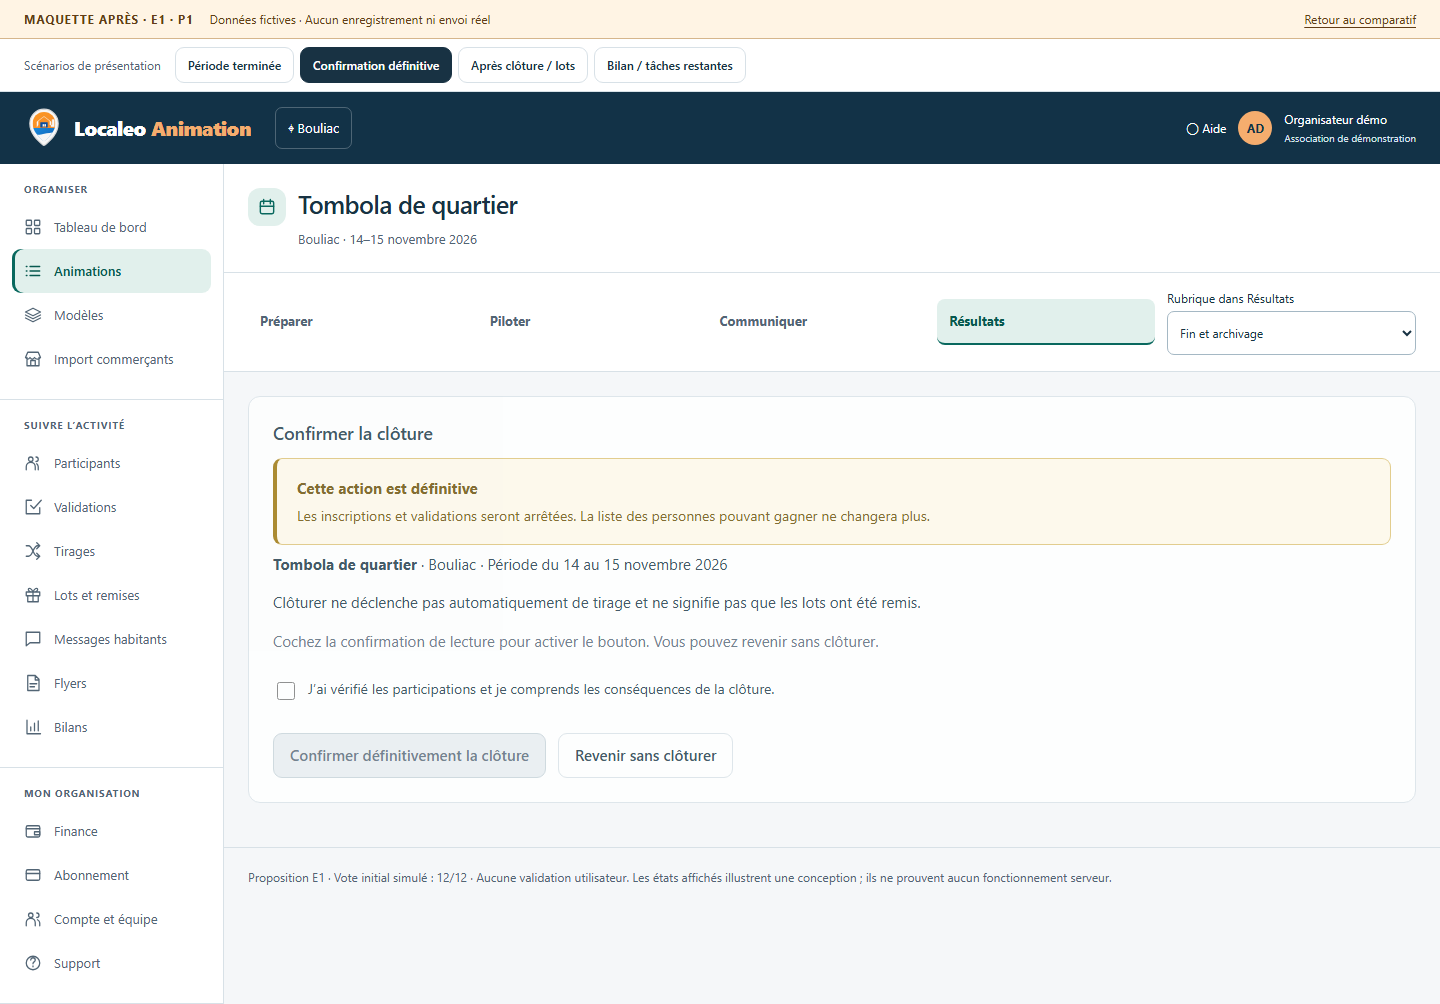 MAQUETTE APRÈS · E1 · P1 Données fictives · Aucun enregistrement ni envoi réel Retour au comparatif
Scénarios de présentation Période terminée Confirmation définitive Après clôture / lots Bilan / tâches restantes
Localeo Animation Bouliac Aide AD Organisateur démo
Association de démonstration
ORGANISER
Tableau de bord
Animations
Modèles
Import commerçants
SUIVRE L'ACTIVITÉ
Participants
Validations
Tirages
Lots et remises
Messages habitants
Flyers
Bilans
MON ORGANISATION
Finance
Abonnement
Compte et équipe
Support
Tombola de quartier
Bouliac · 14–15 novembre 2026
Préparer Piloter Communiquer Résultats
Rubrique dans Résultats
Fin et archivage
Confirmer la clôture
Cette action est définitive
Les inscriptions et validations seront arrêtées. La liste des personnes pouvant gagner ne changera plus.
Tombola de quartier · Bouliac · Période du 14 au 15 novembre 2026
Clôturer ne déclenche pas automatiquement de tirage et ne signifie pas que les lots ont été remis.
Cochez la confirmation de lecture pour activer le bouton. Vous pouvez revenir sans clôturer.
J'ai vérifié les participations et je comprends les conséquences de la clôture.
Confirmer définitivement la clôture Revenir sans clôturer
Proposition E1 · Vote initial simulé : 12/12 · Aucune validation utilisateur. Les états affichés illustrent une conception ; ils ne prouvent aucun fonctionnement serveur.